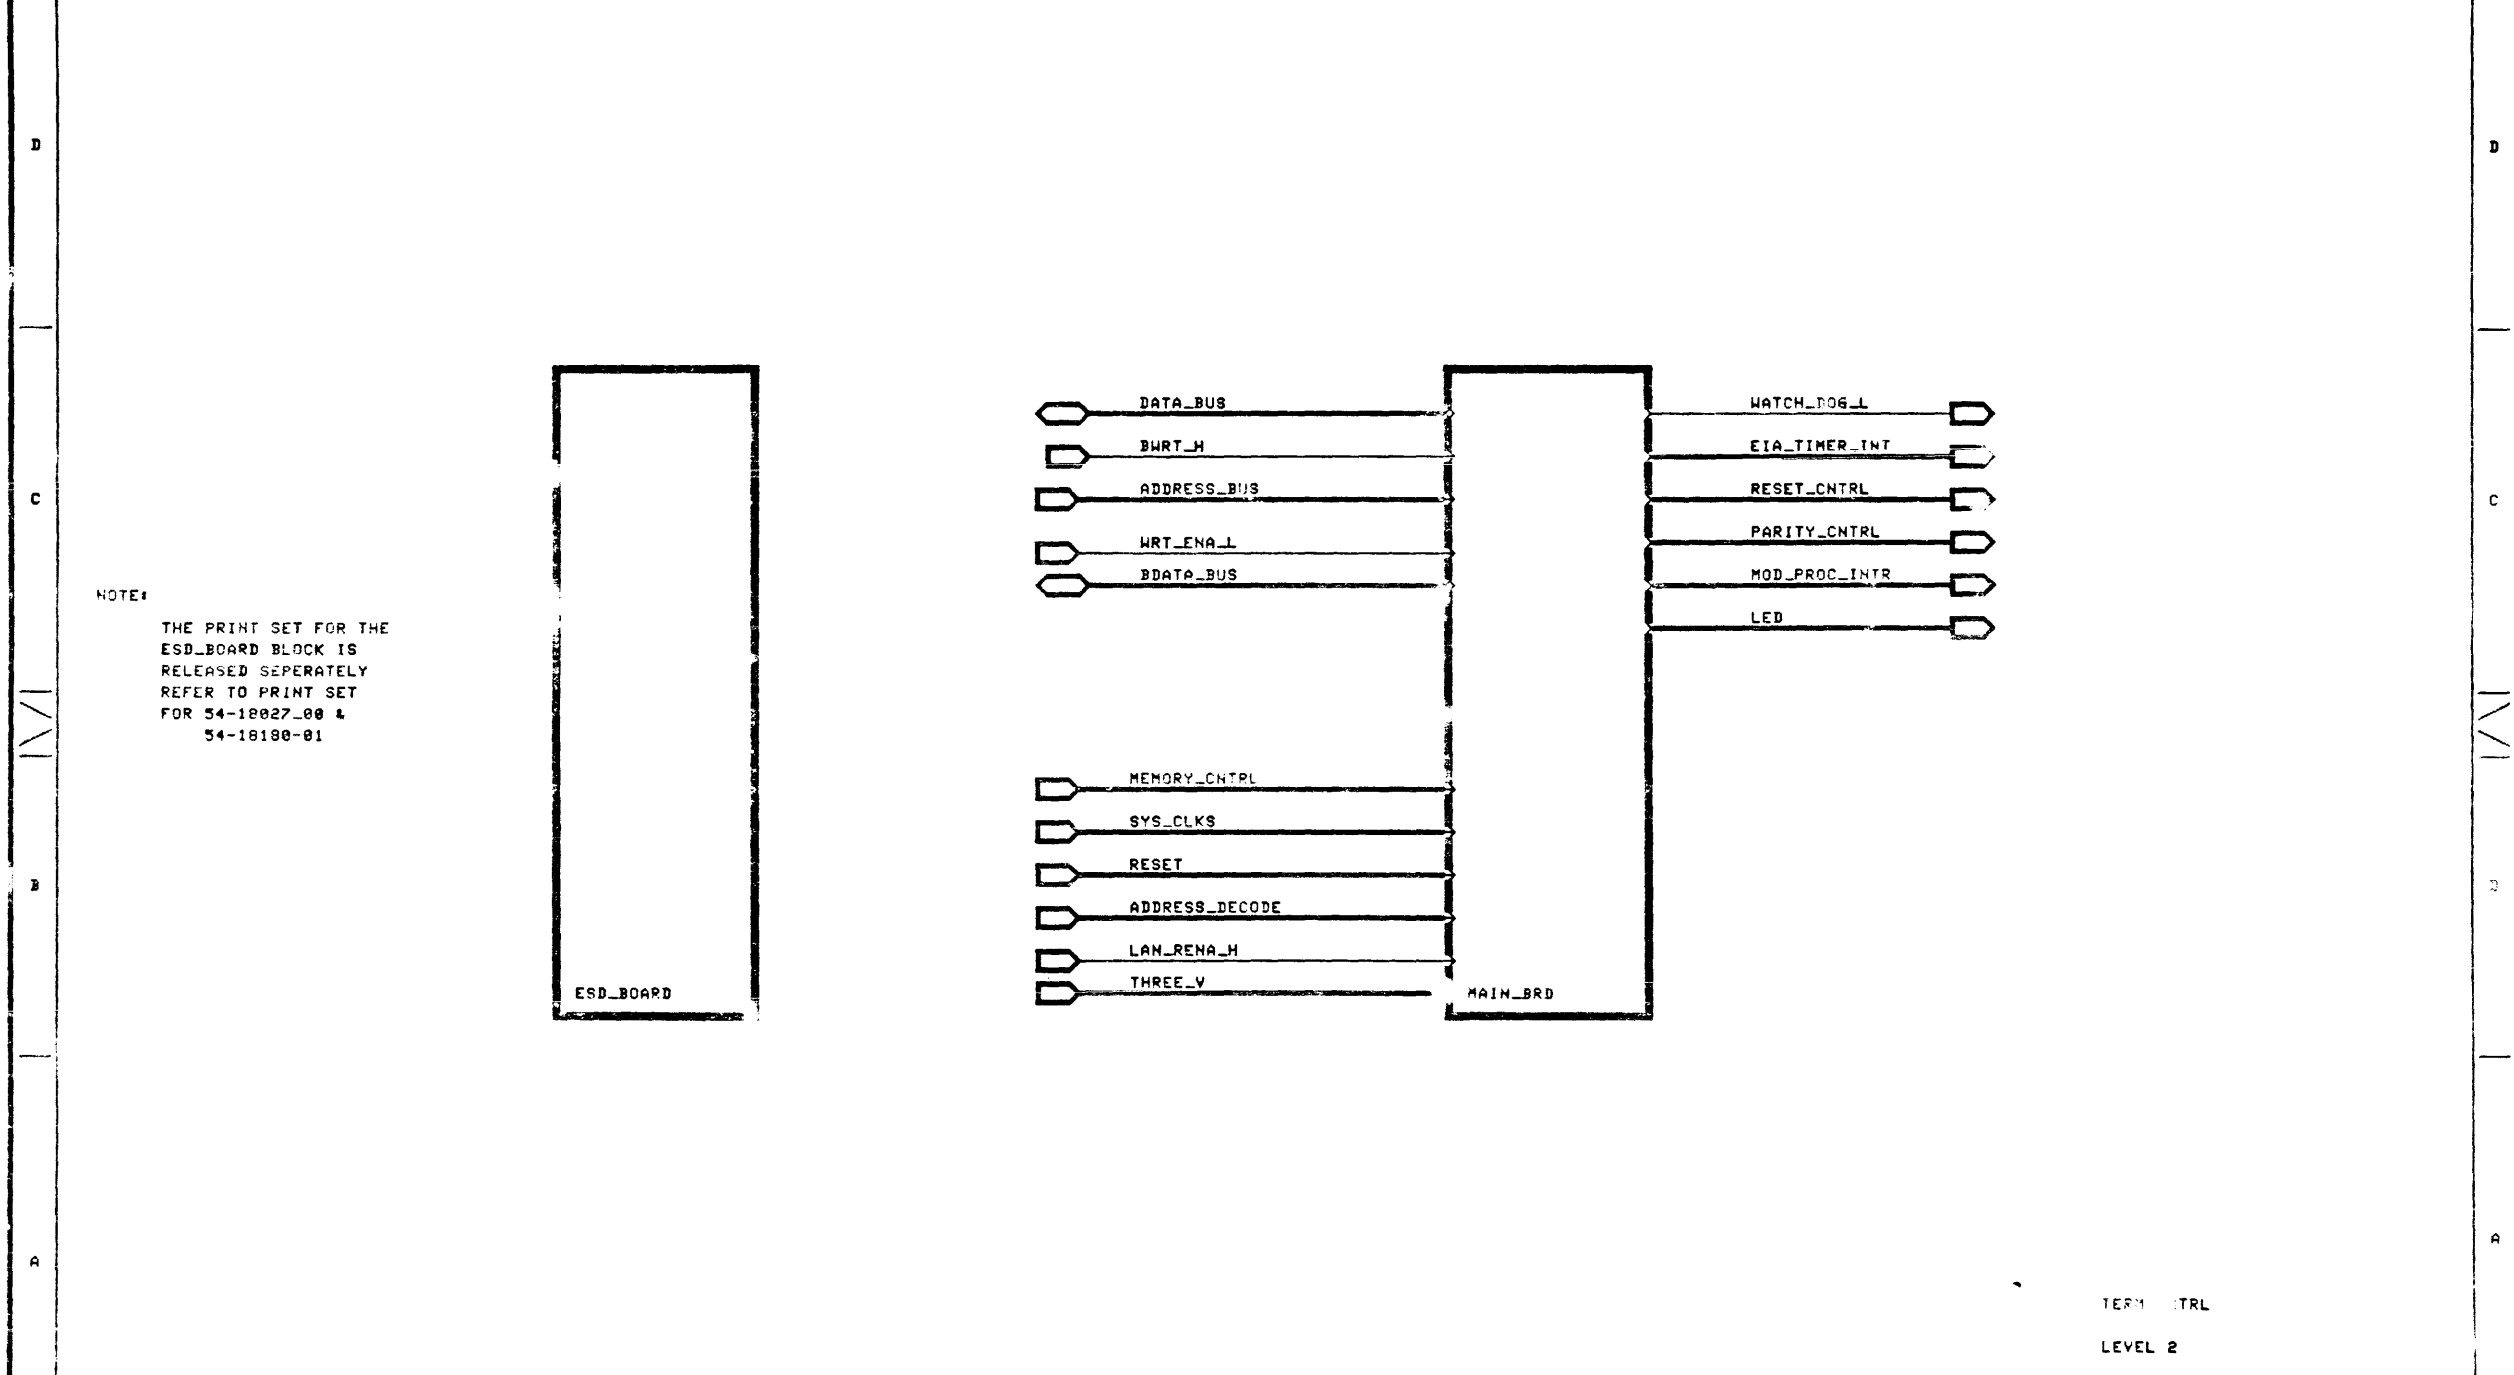 D
D
DATA_BUS
WATCH_DOG_L
BWRT_H
EIA_TIMER_INT
ADDRESS_BUS
RESET_CNTRL
C
C
WRT_ENA_L
PARITY_CNTRL
BDATA_BUS
MOD_PROC_INTR
LED
NOTE:
THE PRINT SET FOR THE
ESD_BOARD BLOCK IS
RELEASED SEPERATELY
REFER TO PRINT SET
FOR 54-18027_00 &
54-18180-01
MEMORY_CNTRL
SYS_CLKS
RESET
B
ADDRESS_DECODE
LAN_RENA_H
THREE_V
ESD_BOARD
MAIN_BRD
A
A
TERM
LEVEL 2